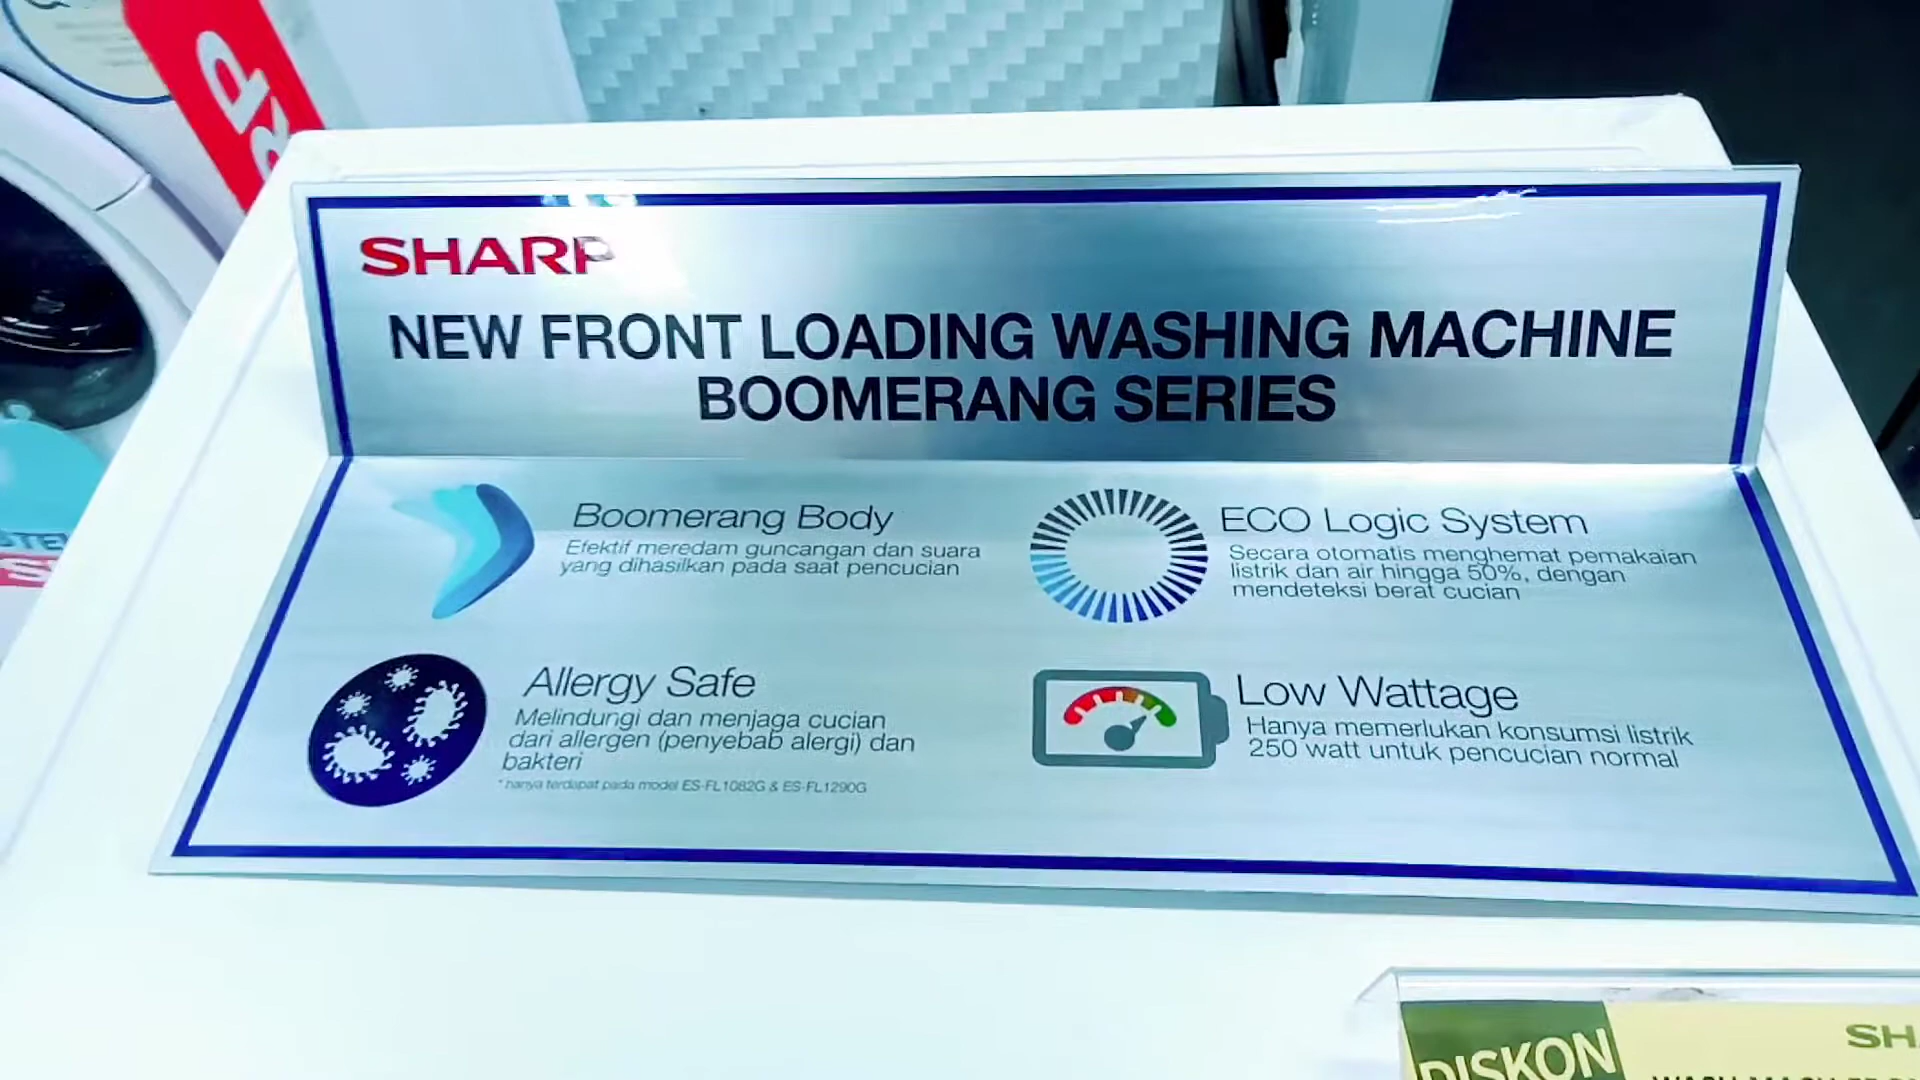 SHARP
NEW FRONT LOADING WASHING MACHINE
BOOMERANG SERIES
Boomerang Body
Efektif meredam guncangan dan suara
yang dihasilkan pada saat pencucian
ECO Logic System
Secara otomatis menghemat pemakaian
listrik dan air hingga 50%, dengan
mendeteksi berat cucian
Allergy Safe
Melindungi dan menjaga cucian
dari allergen (penyebab alergi) dan
bakteri
* hanya terdapat pada model ES-FL1082G & ES-FL1290G
Low Wattage
Hanya memerlukan konsumsi listrik
250 watt untuk pencucian normal
DISKON
SH